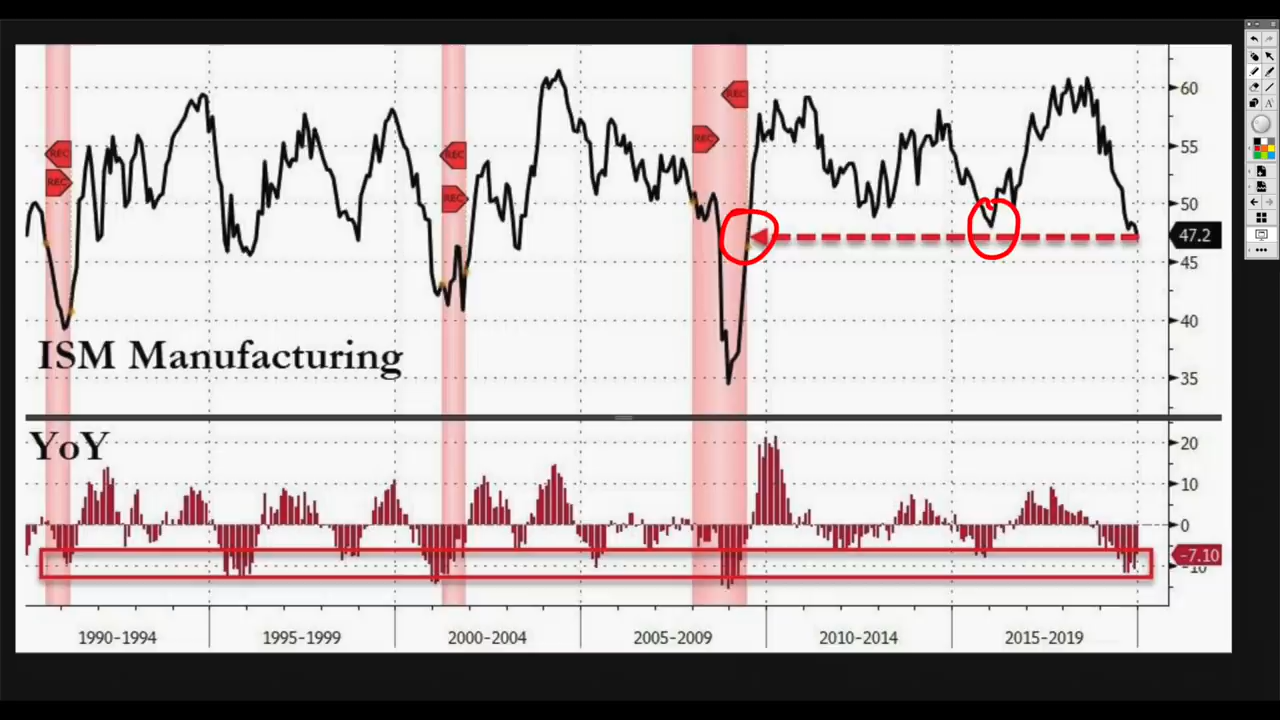 60
REC
REC
REC
55
REC
REC
REC
50
47.2
45
40
ISM Manufacturing
35
YoY
20
10
0
-7.10
-10
1990-1994 1995-1999 2000-2004 2005-2009 2010-2014 2015-2019
A